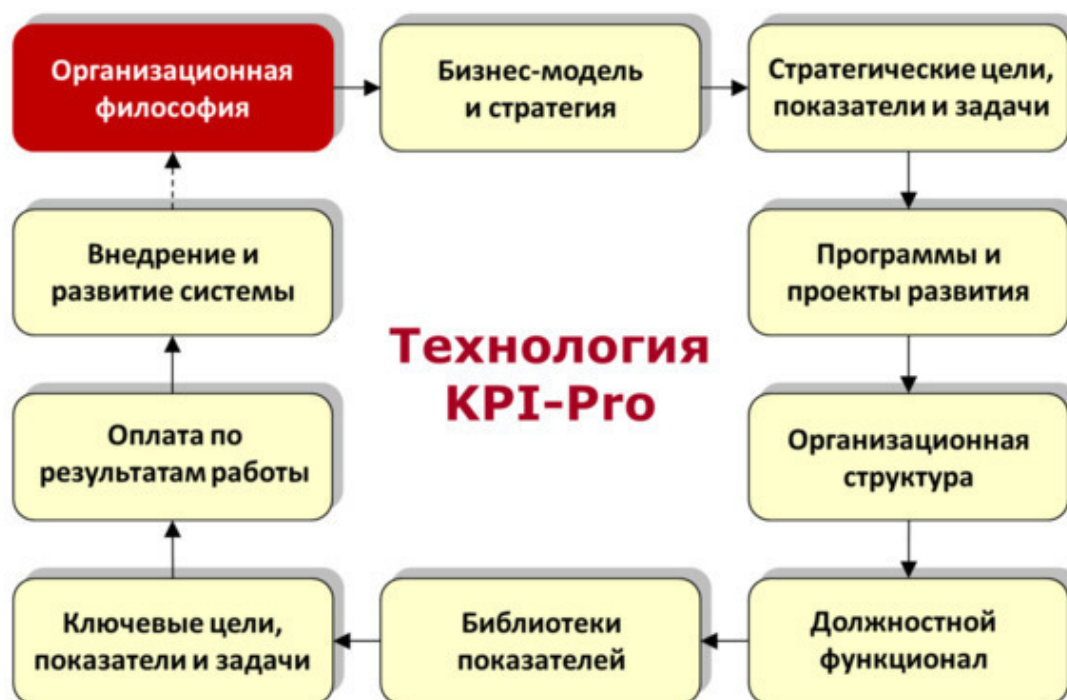 Организационная
философия
Бизнес-модель
и стратегия
Стратегические цели,
показатели и задачи
Программы и
проекты развития
Организационная
структура
Должностной
функционал
Библиотеки
показателей
Ключевые цели,
показатели и задачи
Оплата по
результатам работы
Внедрение и
развитие системы
Технология
KPI-Pro